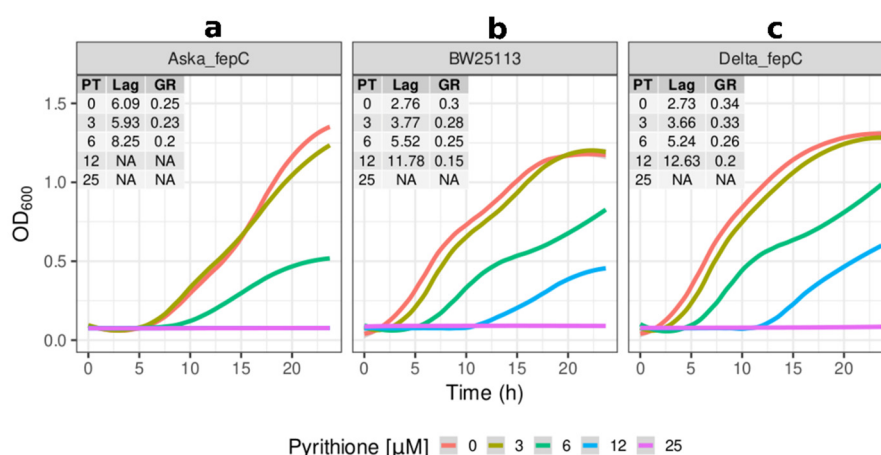 a b c
Aska_fepC BW25113 Delta_fepC
PT Lag GR
0 6.09 0.25
3 5.93 0.23
6 8.25 0.2
12 NA NA
25 NA NA
PT Lag GR
0 2.76 0.3
3 3.77 0.28
6 5.52 0.25
12 11.78 0.15
25 NA NA
PT Lag GR
0 2.73 0.34
3 3.66 0.33
6 5.24 0.26
12 12.63 0.2
25 NA NA
1.5
1.0
0.5
0.0
OD600
0 5 10 15 20 0 5 10 15 20 0 5 10 15 20
Time (h)
Pyrithione [µM] 0 3 6 12 25